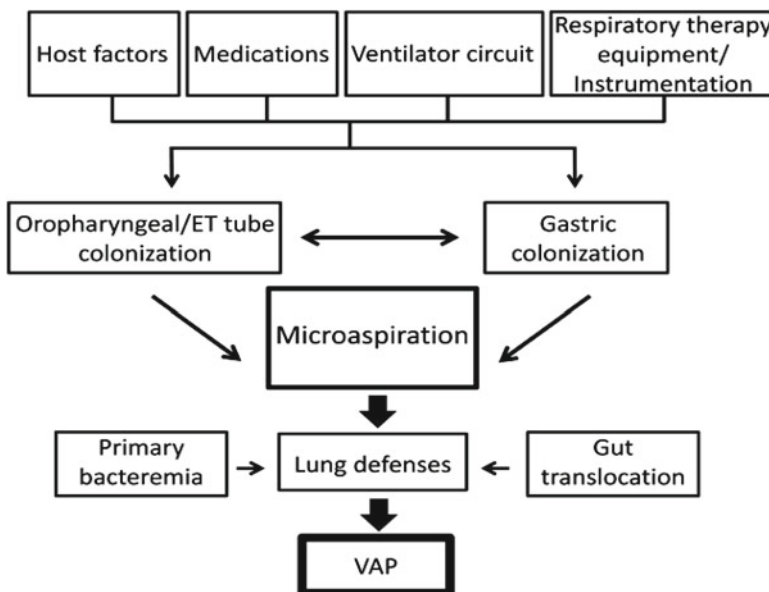 Host factors
Medications
Ventilator circuit
Respiratory therapy
equipment/
Instrumentation
Oropharyngeal/ET tube
colonization
Gastric
colonization
Microaspiration
Primary
bacteremia
Lung defenses
Gut
translocation
VAP